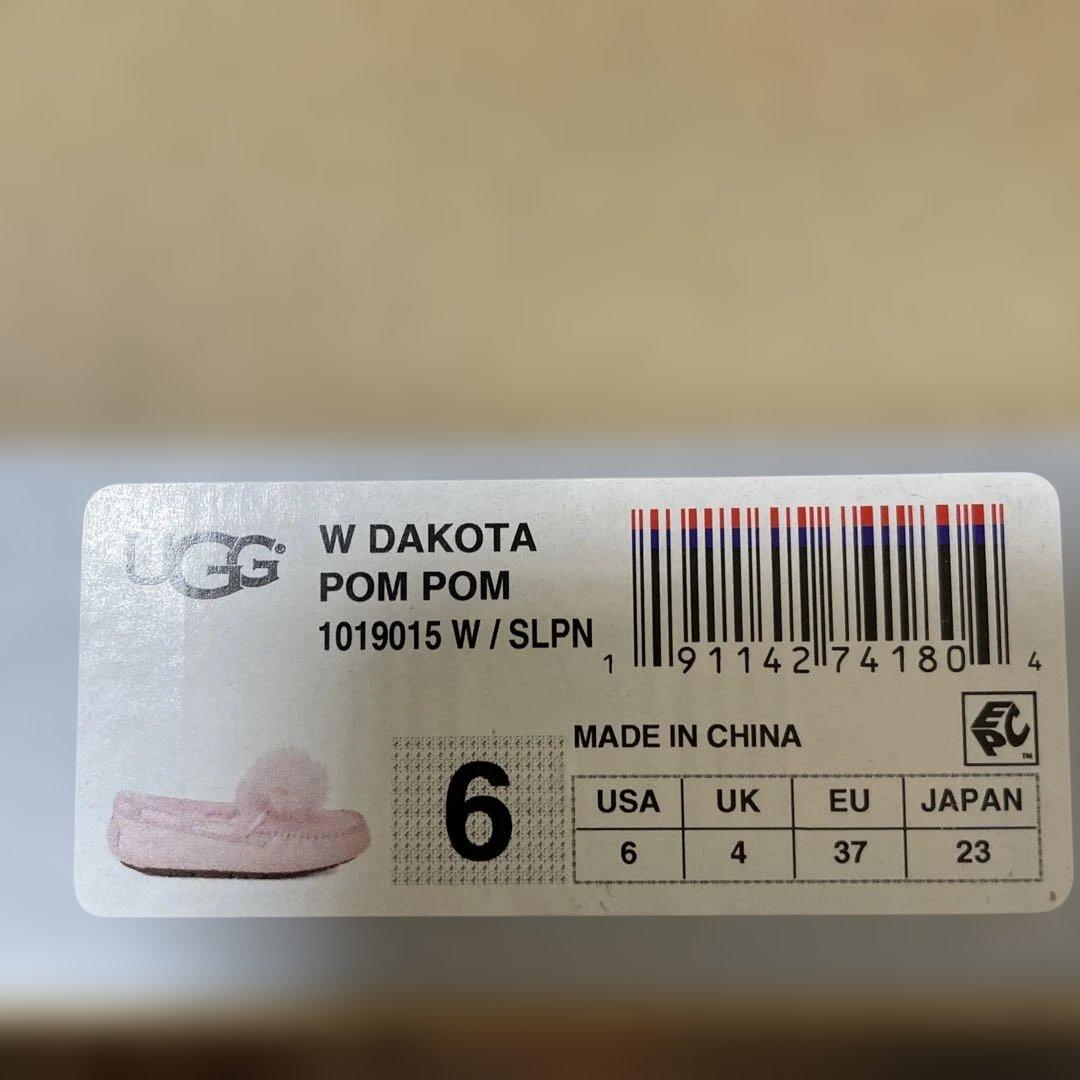 UGG®
W DAKOTA
POM POM
1019015 W / SLPN
1 91142 74180 4
MADE IN CHINA
EPC™
6
USA UK EU JAPAN
6 4 37 23